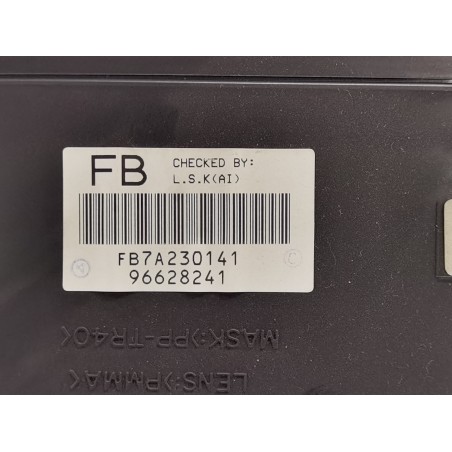 FB
CHECKED BY:
L.S.K(AI)
FB7A230141
96628241
MASK:>PP-TR40<
LENS:>PMMA<